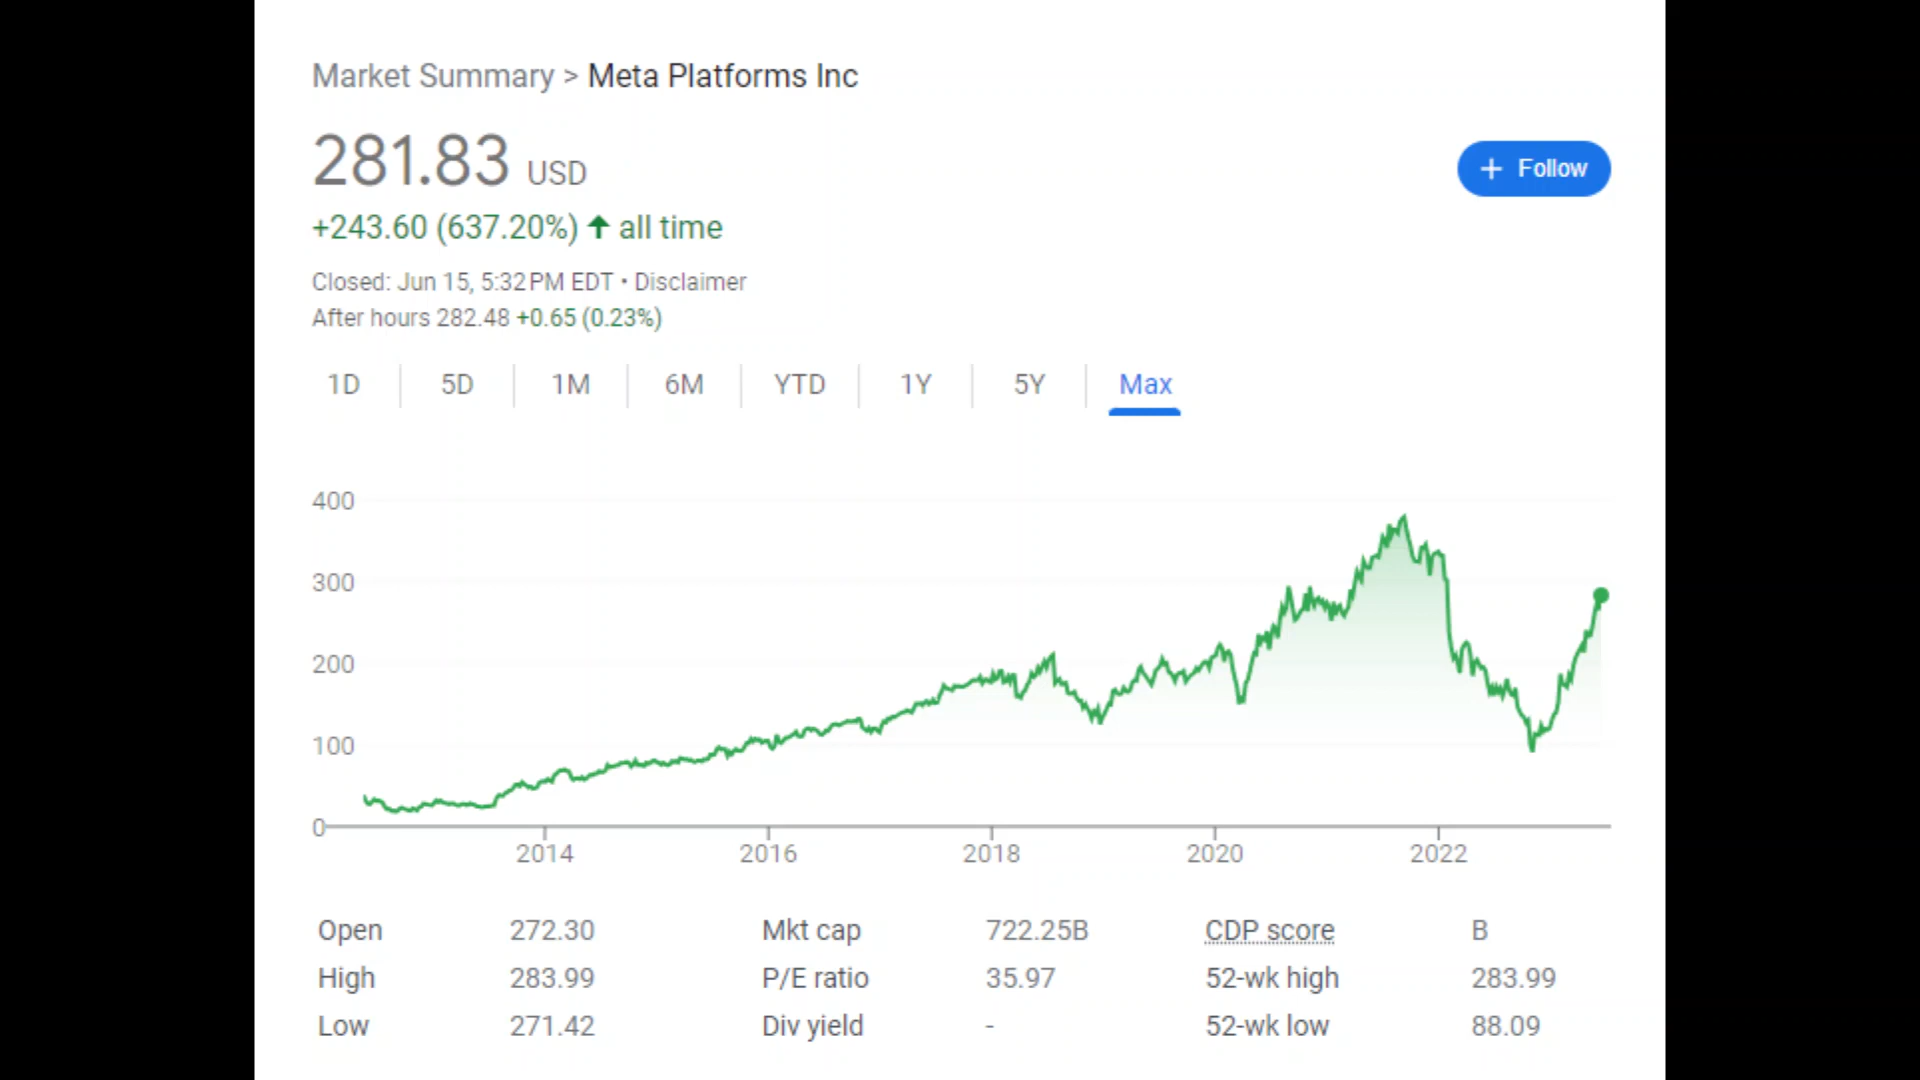 Market Summary > Meta Platforms Inc
281.83 USD
+ Follow
+243.60 (637.20%) ↑ all time
Closed: Jun 15, 5:32 PM EDT • Disclaimer
After hours 282.48 +0.65 (0.23%)
1D 5D 1M 6M YTD 1Y 5Y Max
400
300
200
100
0
2014 2016 2018 2020 2022
Open 272.30 Mkt cap 722.25B CDP score B
High 283.99 P/E ratio 35.97 52-wk high 283.99
Low 271.42 Div yield - 52-wk low 88.09